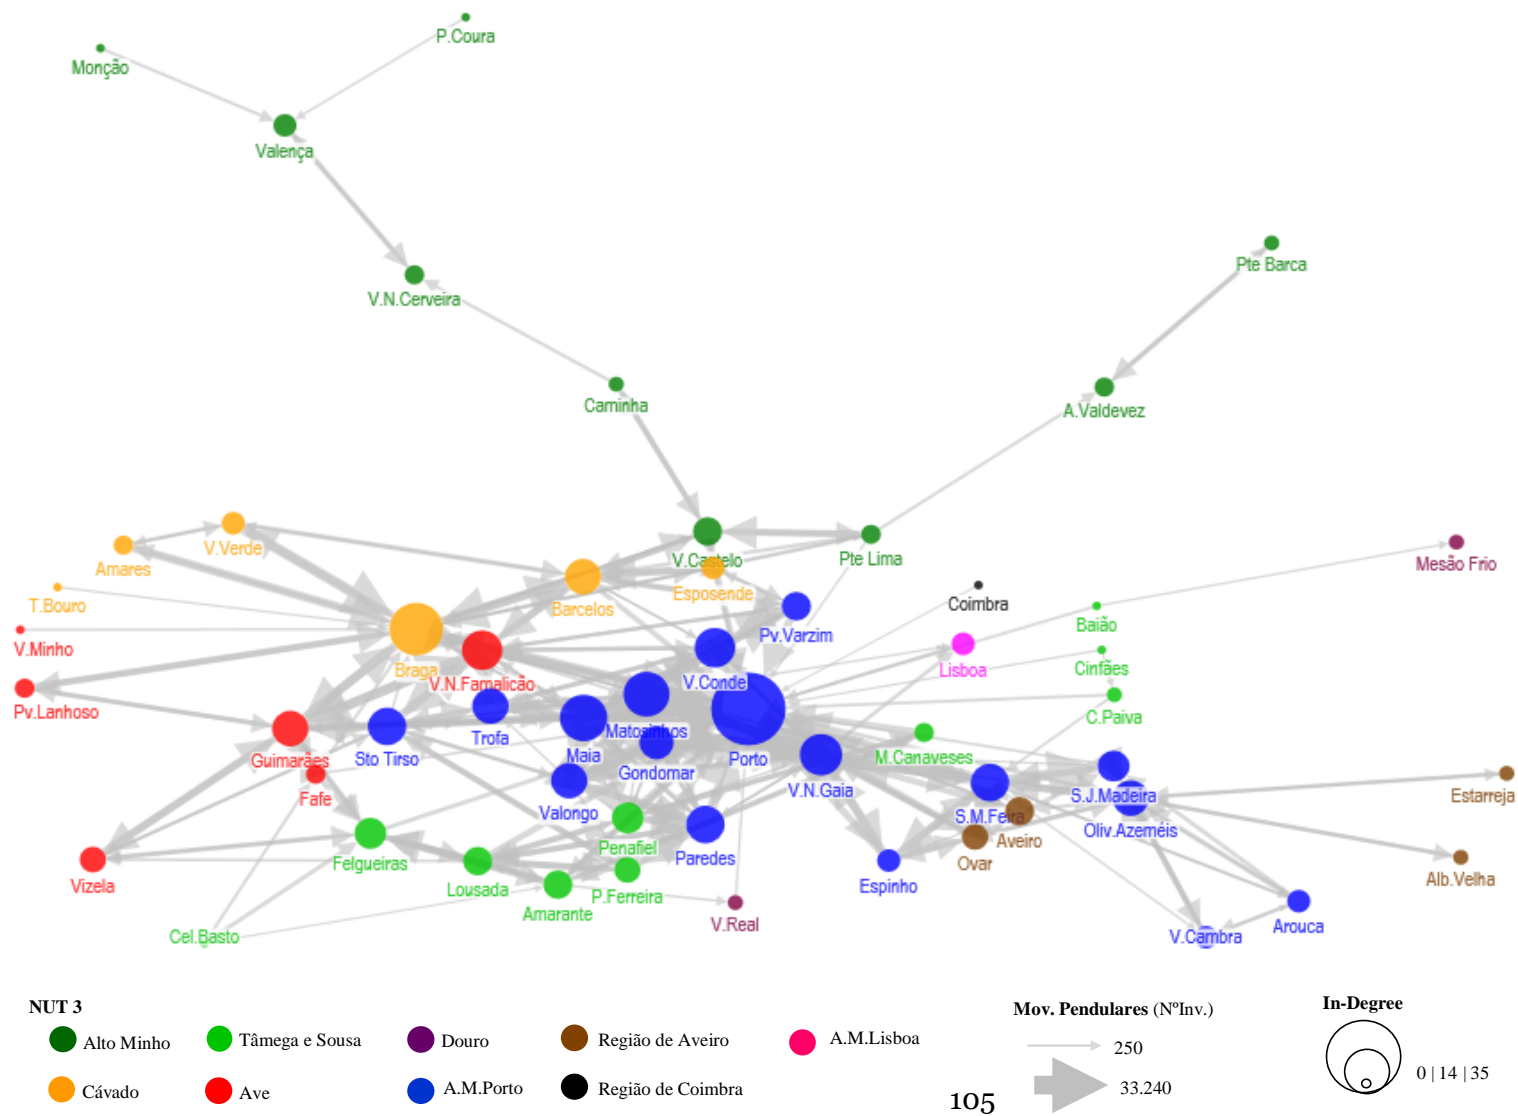 P.Coura
Monção
Valença
Pte Barca
V.N.Cerveira
Caminha
A.Valdevez
V.Castelo
Pte Lima
V.Verde
Amares
Mesão Frio
T.Bouro
Barcelos
Esposende
Coimbra
Baião
Pv.Varzim
V.Minho
Braga
Lisboa
Cinfães
V.N.Famalicão
V.Conde
Pv.Lanhoso
C.Paiva
Trofa
Matosinhos
Guimarães
Sto Tirso
Maia
Porto
M.Canaveses
Gondomar
Fafe
Valongo
V.N.Gaia
S.J.Madeira
Estarreja
S.M.Feira
Oliv.Azeméis
Aveiro
Penafiel
Paredes
Felgueiras
Ovar
Vizela
Lousada
P.Ferreira
Espinho
Alb.Velha
Amarante
V.Real
Arouca
Cel.Basto
V.Cambra
NUT 3
Alto Minho
Tâmega e Sousa
Douro
Região de Aveiro
A.M.Lisboa
Cávado
Ave
A.M.Porto
Região de Coimbra
Mov. Pendulares (NºInv.)
250
33.240
In-Degree
0 | 14 | 35
105